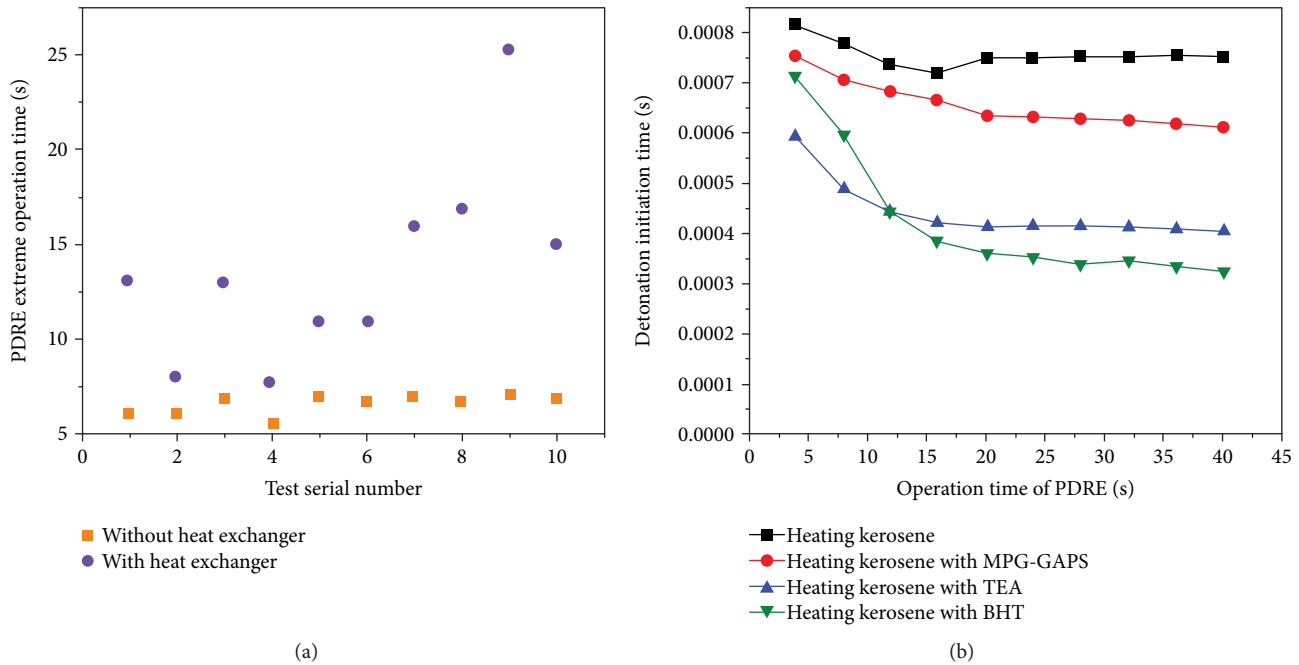 PDRE extreme operation time (s)
25
20
15
10
5
0
2
4
6
8
10
Test serial number
Without heat exchanger
With heat exchanger
(a)
Detonation initiation time (s)
0.0008
0.0007
0.0006
0.0005
0.0004
0.0003
0.0002
0.0001
0.0000
0
5
10
15
20
25
30
35
40
45
Operation time of PDRE (s)
Heating kerosene
Heating kerosene with MPG-GAPS
Heating kerosene with TEA
Heating kerosene with BHT
(b)